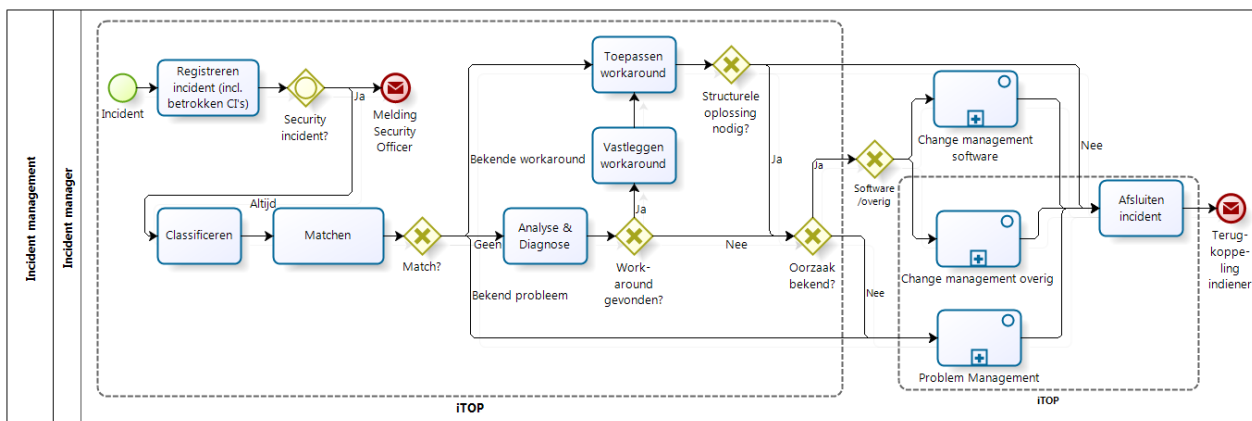 Incident management
Incident manager
Incident
Registreren
incident (incl.
betrokken CI's)
Security
incident?
Ja
Melding
Security
Officer
Altijd
Classificeren
Matchen
Match?
Bekende workaround
Geen
Bekend probleem
Analyse &
Diagnose
Work-
around
gevonden?
Ja
Nee
Vastleggen
workaround
Toepassen
workaround
Structurele
oplossing
nodig?
Ja
Nee
Oorzaak
bekend?
Ja
Nee
Software
/overig
Change management
software
Change management overig
Problem Management
Afsluiten
incident
Terug-
koppe-
ling
indiener
iTOP
iTOP